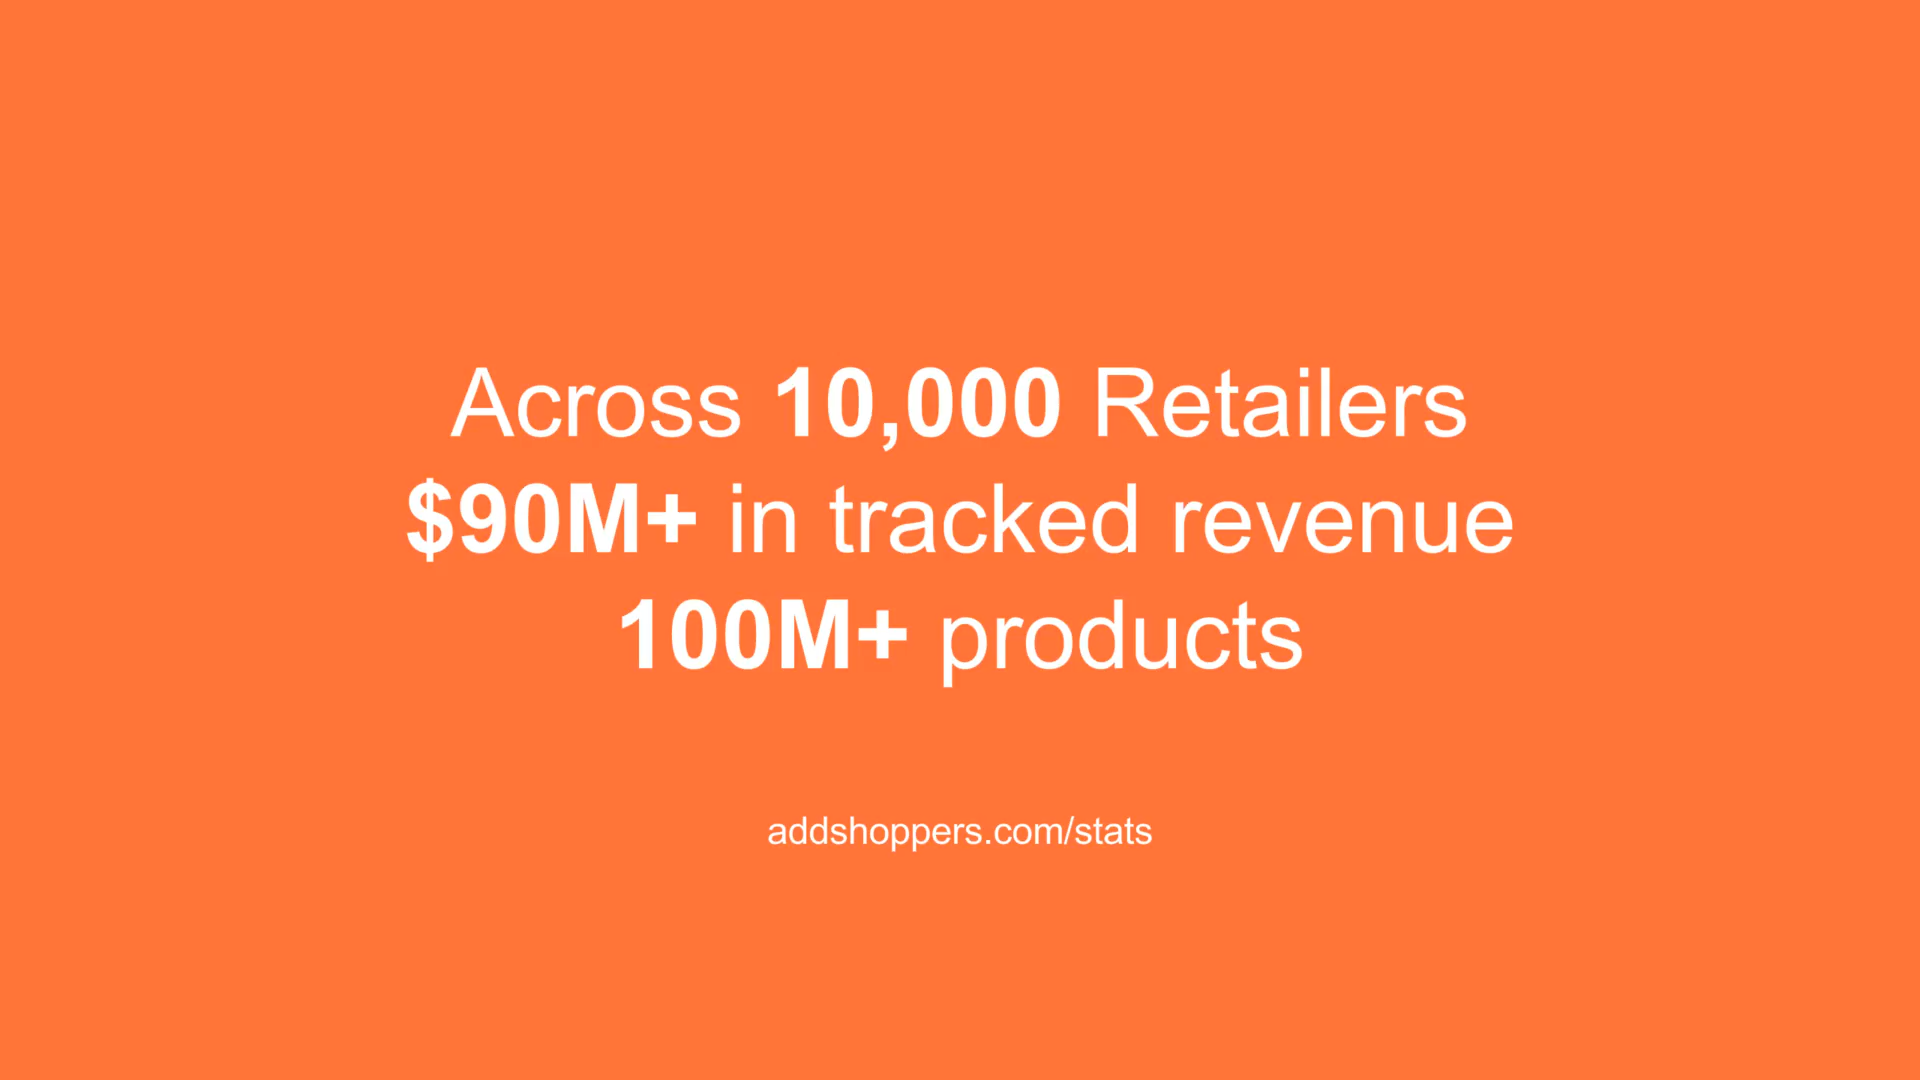 Across 10,000 Retailers
$90M+ in tracked revenue
100M+ products
addshoppers.com/stats